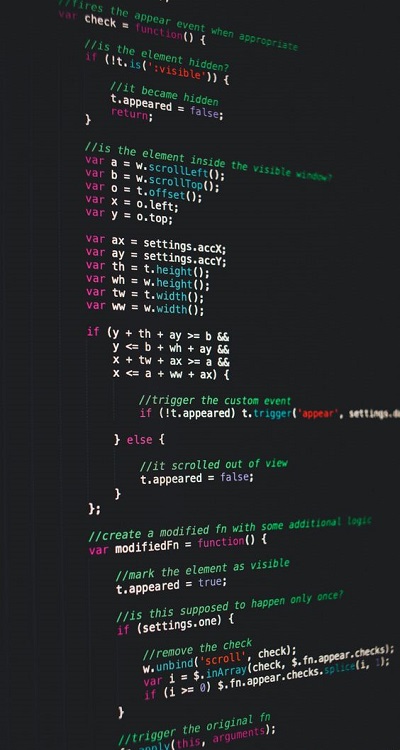 //fires the appear event when appropriate
var check = function() {
//is the element hidden?
if (!t.is(':visible')) {
//it became hidden
t.appeared = false;
return;
}
//is the element inside the visible window?
var a = w.scrollLeft();
var b = w.scrollTop();
var o = t.offset();
var x = o.left;
var y = o.top;
var ax = settings.accX;
var ay = settings.accY;
var th = t.height();
var wh = w.height();
var tw = t.width();
var ww = w.width();
if (y + th + ay >= b &&
y <= b + wh + ay &&
x + tw + ax >= a &&
x <= a + ww + ax) {
//trigger the custom event
if (!t.appeared) t.trigger('appear', settings.d
} else {
//it scrolled out of view
t.appeared = false;
}
};
//create a modified fn with some additional logic
var modifiedFn = function() {
//mark the element as visible
t.appeared = true;
//is this supposed to happen only once?
if (settings.one) {
//remove the check
w.unbind('scroll', check);
var i = $.inArray(check, $.fn.appear.checks);
if (i >= 0) $.fn.appear.checks.splice(i, 1);
}
//trigger the original fn
apply(this, arguments);